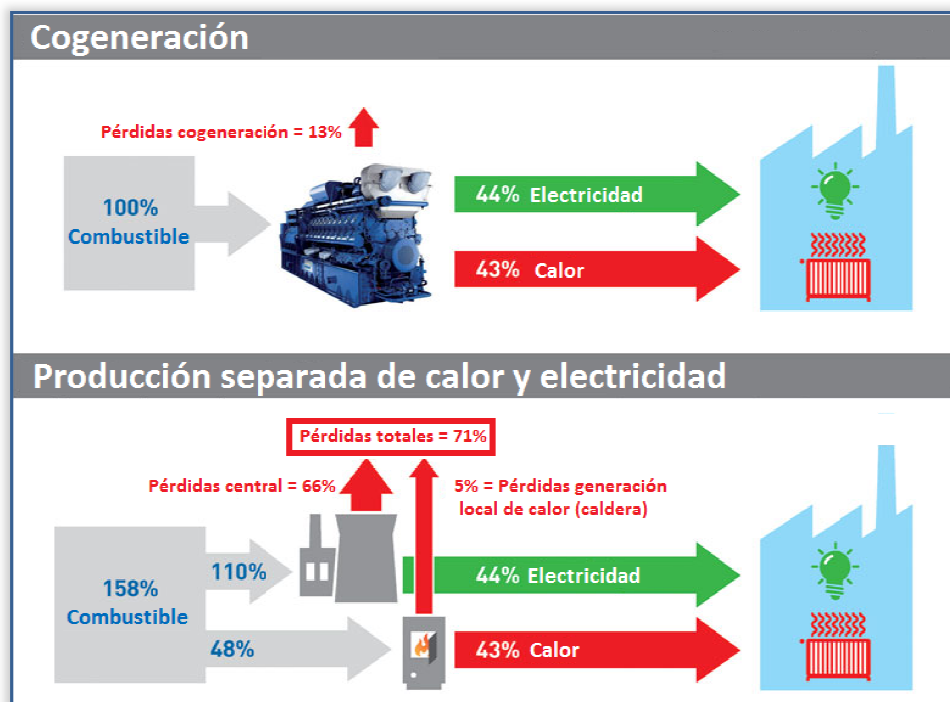 Cogeneración
Pérdidas cogeneración = 13%
100%
Combustible
44% Electricidad
43% Calor
Producción separada de calor y electricidad
Pérdidas totales = 71%
Pérdidas central = 66%
5% = Pérdidas generación
local de calor (caldera)
158%
Combustible
110%
44% Electricidad
48%
43% Calor